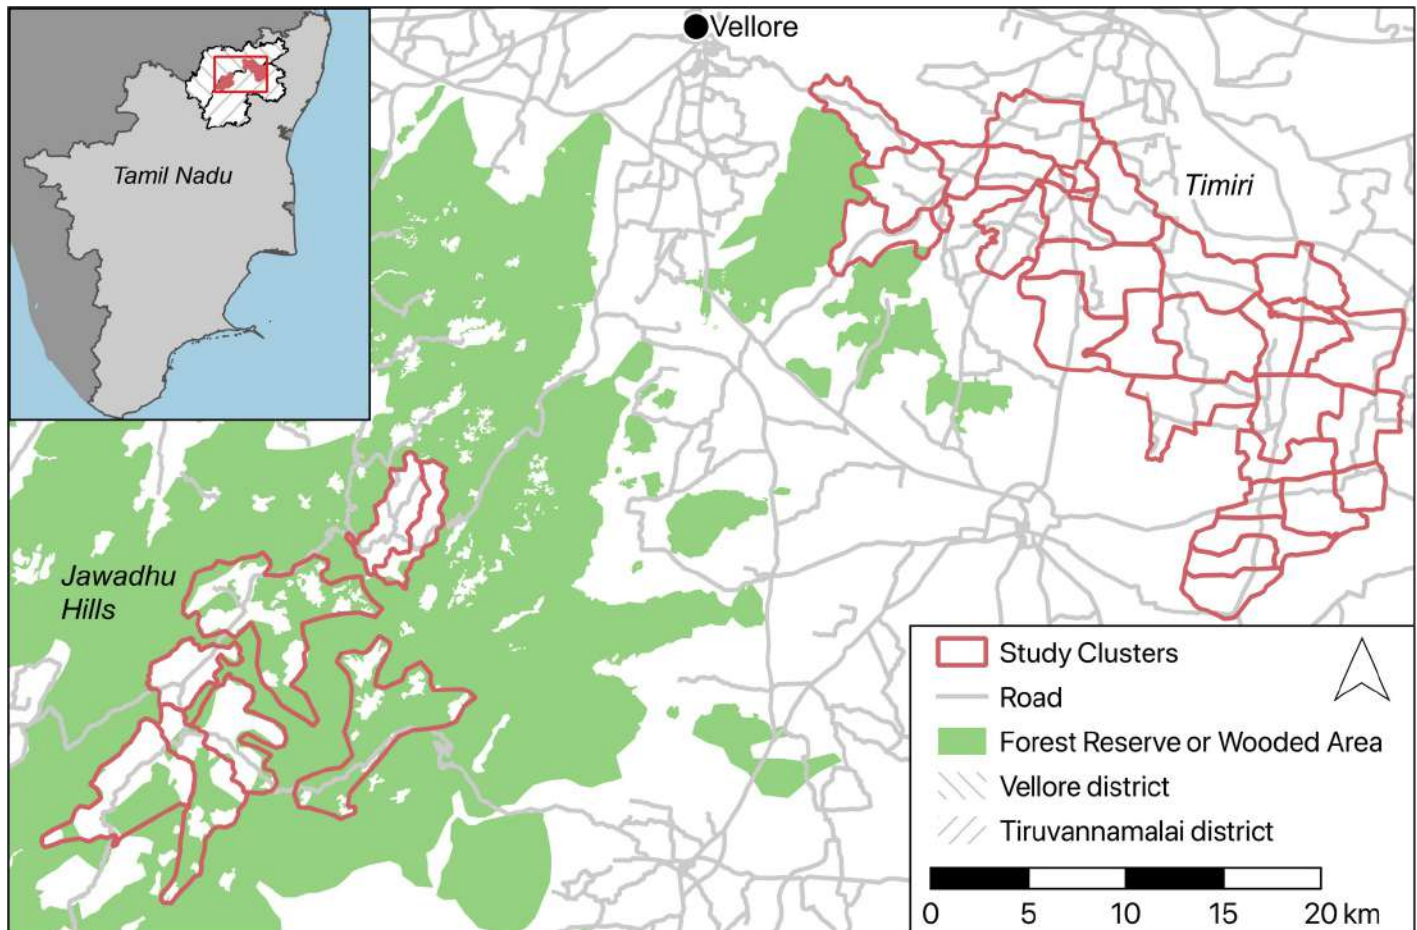 Vellore
Tamil Nadu
Timiri
Jawadhu
Hills
Study Clusters
Road
Forest Reserve or Wooded Area
Vellore district
Tiruvannamalai district
0 5 10 15 20 km